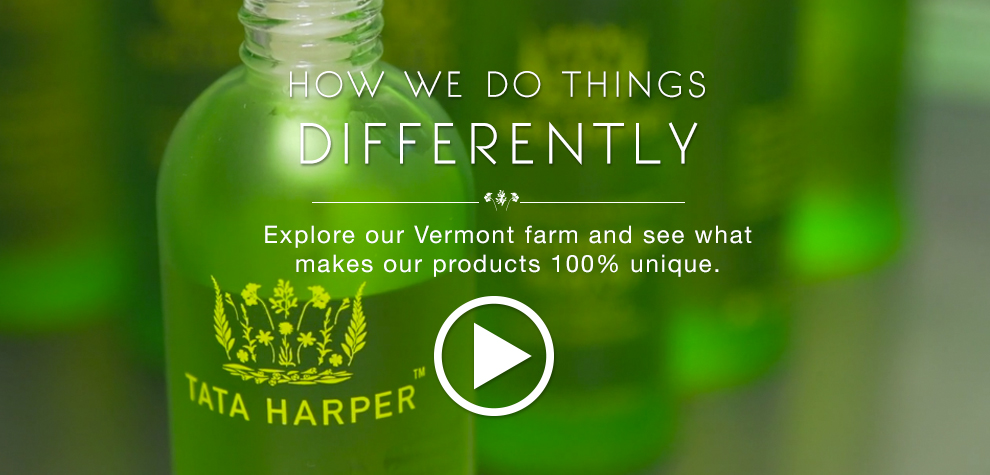 HOW WE DO THINGS
DIFFERENTLY
Explore our Vermont farm and see what
makes our products 100% unique.
TATA HARPER™